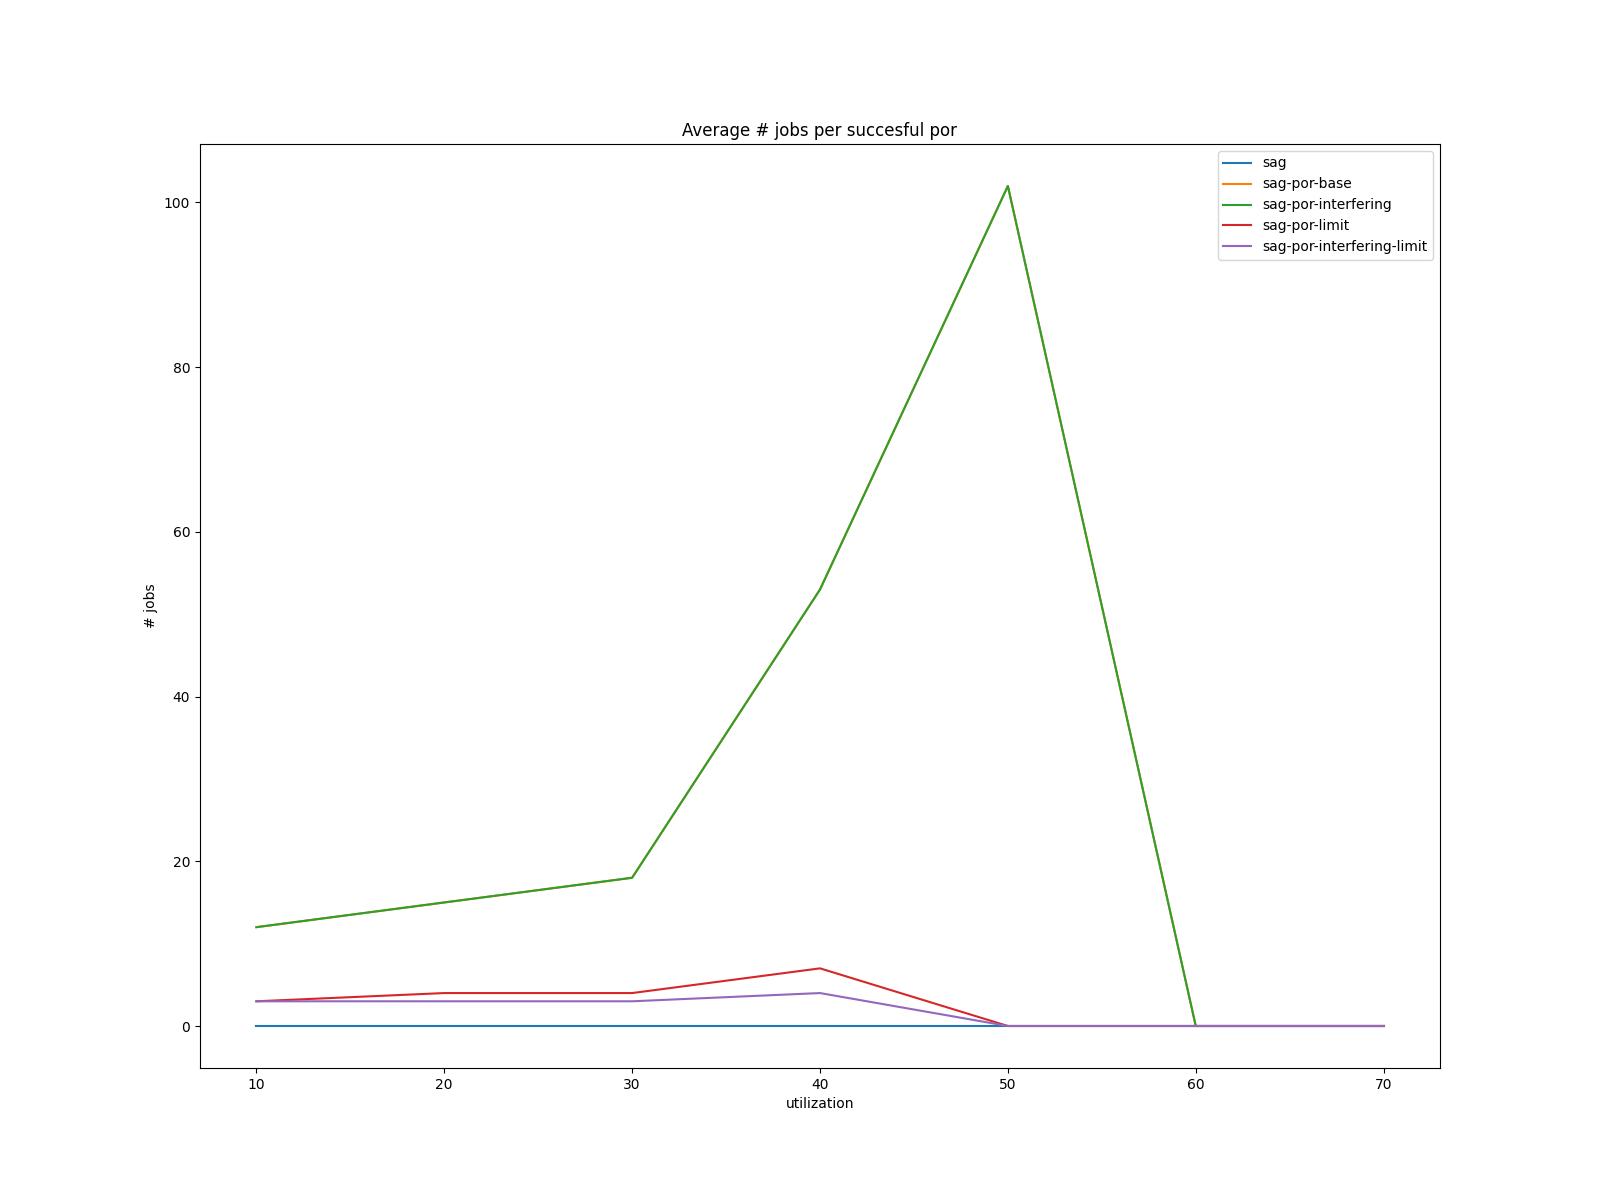 Average # jobs per succesful por
sag
sag-por-base
sag-por-interfering
sag-por-limit
sag-por-interfering-limit
100
80
60
40
20
0
# jobs
10 20 30 40 50 60 70
utilization